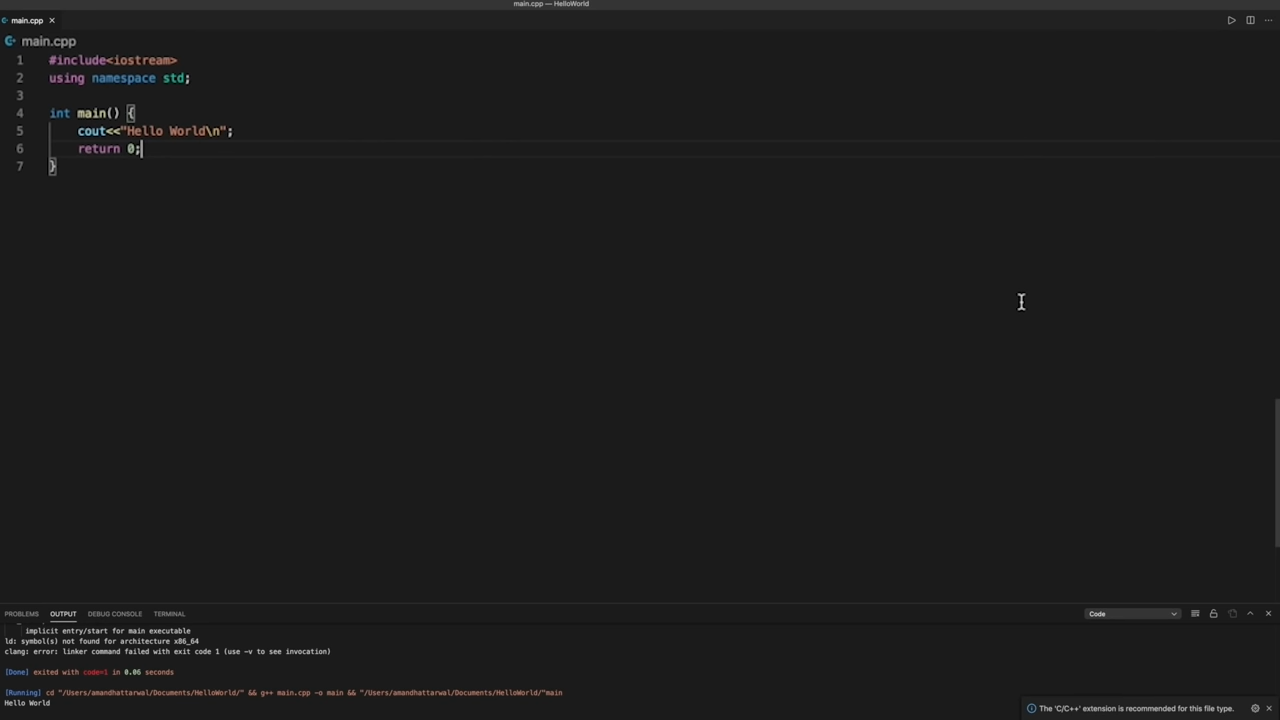 main.cpp — HelloWorld
main.cpp
main.cpp
1 #include<iostream>
2 using namespace std;
3
4 int main() {
5 cout<<"Hello World\n";
6 return 0;
7 }
PROBLEMS OUTPUT DEBUG CONSOLE TERMINAL Code
implicit entry/start for main executable
ld: symbol(s) not found for architecture x86_64
clang: error: linker command failed with exit code 1 (use -v to see invocation)
[Done] exited with code=1 in 0.06 seconds
[Running] cd "/Users/amandhattarwal/Documents/HelloWorld/" && g++ main.cpp -o main && "/Users/amandhattarwal/Documents/HelloWorld/"main
Hello World
The 'C/C++' extension is recommended for this file type.